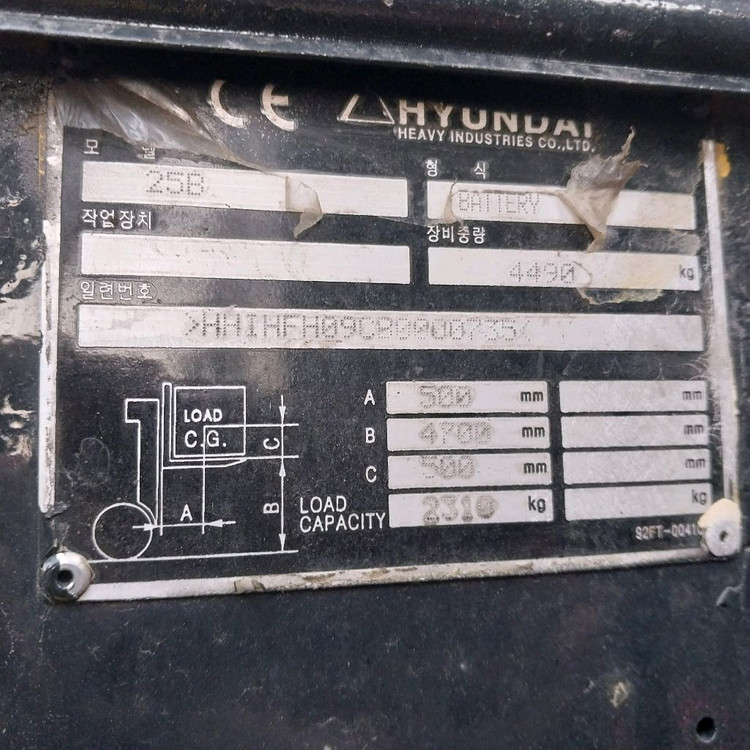 CE HYUNDAI
HEAVY INDUSTRIES CO.,LTD.
모 델 형 식
25B BATTERY
작업장치 장비중량
4490 kg
일련번호
LOAD
C.G.
C
A
B
A 500 mm mm
B 4700 mm mm
C 500 mm mm
LOAD CAPACITY 2310 kg kg